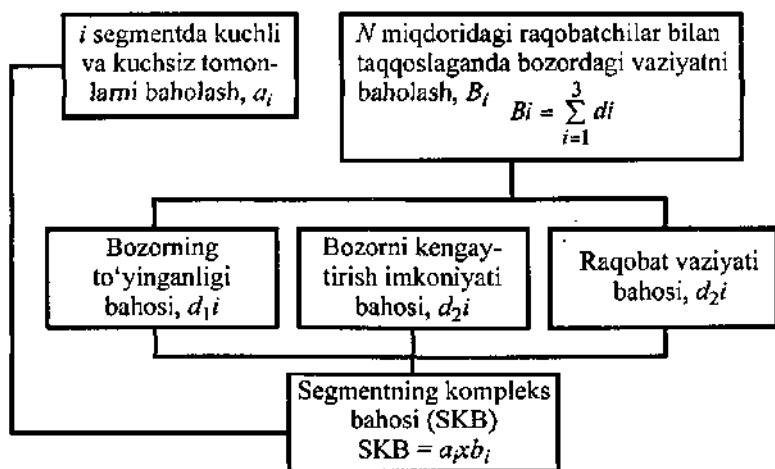 i segmentda kuchli
va kuchsiz tomon-
larni baholash, aᵢ
N miqdoridagi raqobatchilar bilan
taqqoslaganda bozordagi vaziyatni
baholash, Bᵢ
3
Bi = ∑ di
i=1
Bozorning
to‘yinganligi
bahosi, d₁i
Bozorni kengay-
tirish imkoniyati
bahosi, d₂i
Raqobat vaziyati
bahosi, d₂i
Segmentning kompleks
bahosi (SKB)
SKB = aᵢxbᵢ